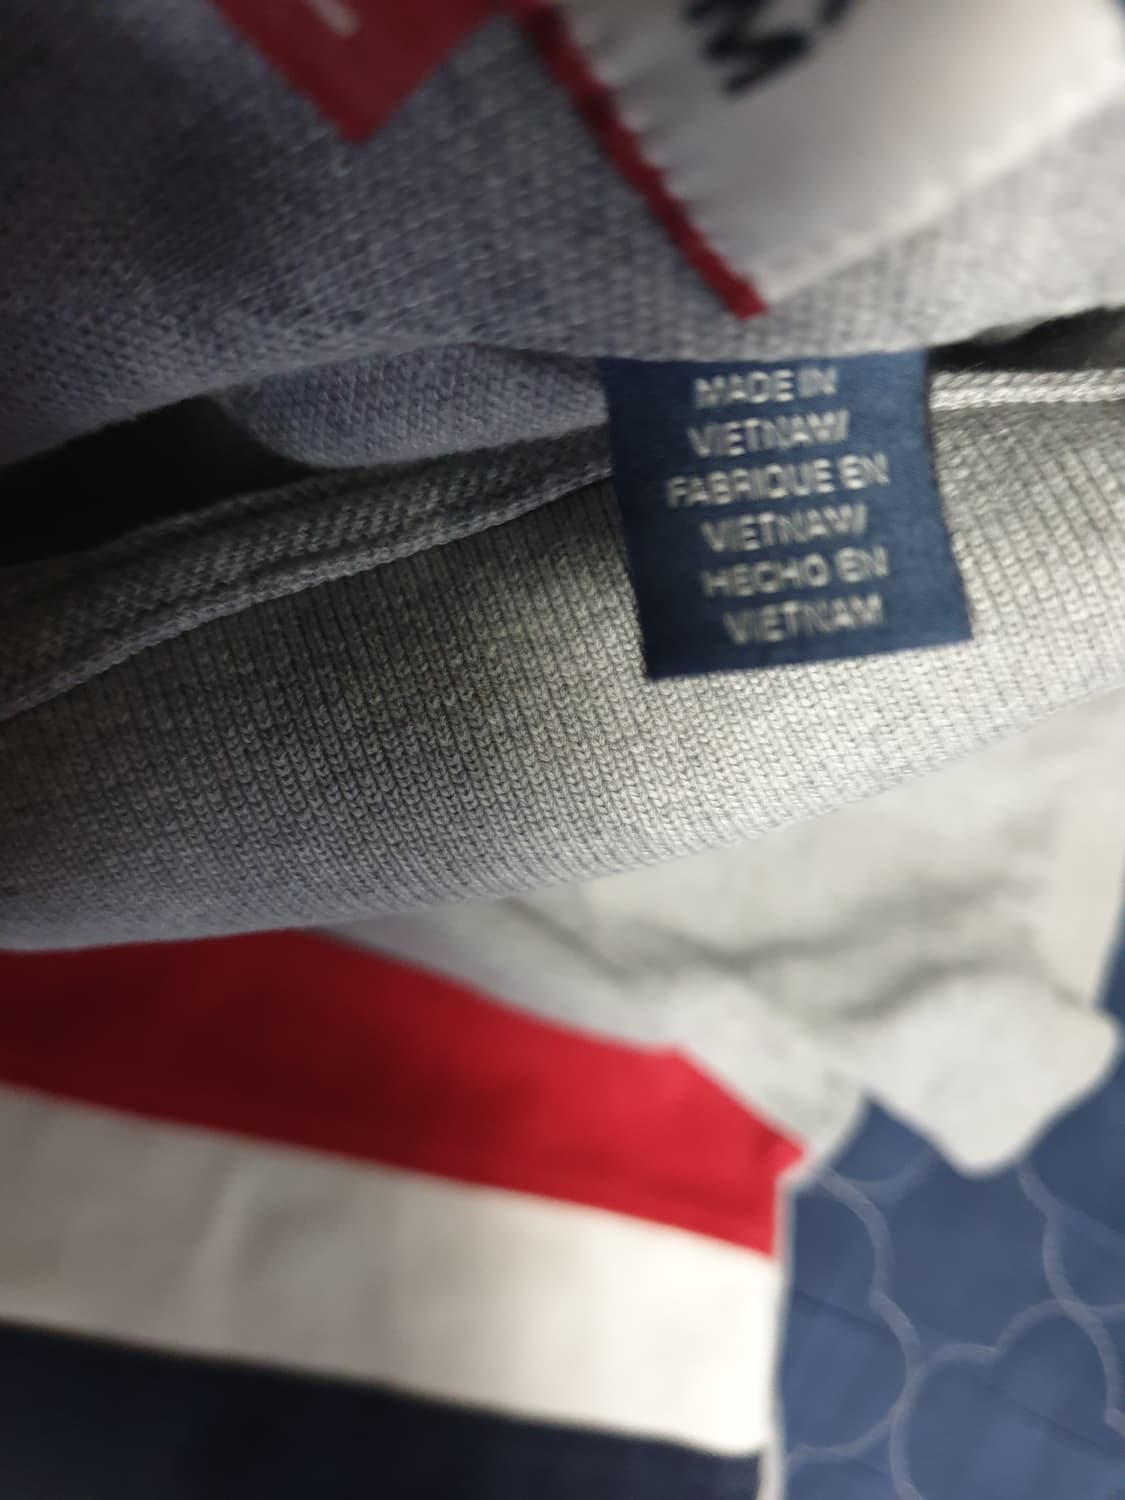 MADE IN
VIETNAM/
FABRIQUE EN
VIETNAM/
HECHO EN
VIETNAM